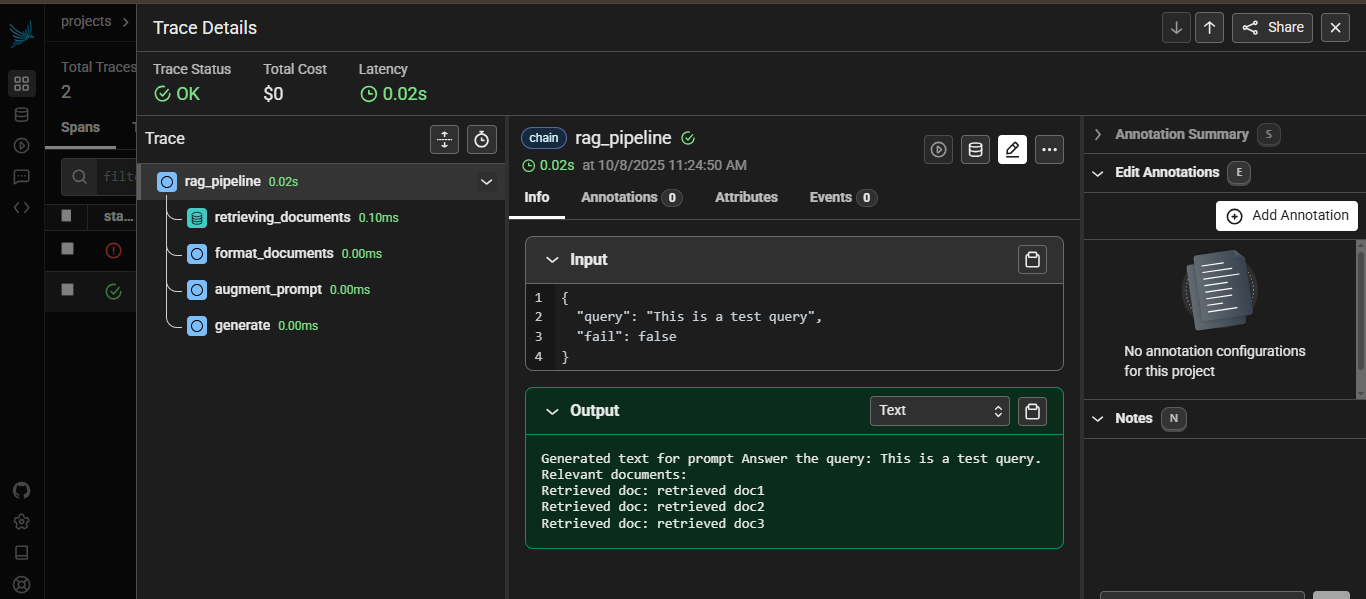 projects
Total Traces
2
Spans
filt
sta...
Trace Details
Share
Trace Status
Total Cost
Latency
OK
$0
0.02s
Trace
rag_pipeline 0.02s
retrieving_documents 0.10ms
format_documents 0.00ms
augment_prompt 0.00ms
generate 0.00ms
chain rag_pipeline
0.02s at 10/8/2025 11:24:50 AM
Info
Annotations 0
Attributes
Events 0
Input
1 {
2 "query": "This is a test query",
3 "fail": false
4 }
Output
Text
Generated text for prompt Answer the query: This is a test query.
Relevant documents:
Retrieved doc: retrieved doc1
Retrieved doc: retrieved doc2
Retrieved doc: retrieved doc3
Annotation Summary S
Edit Annotations E
Add Annotation
No annotation configurations
for this project
Notes N